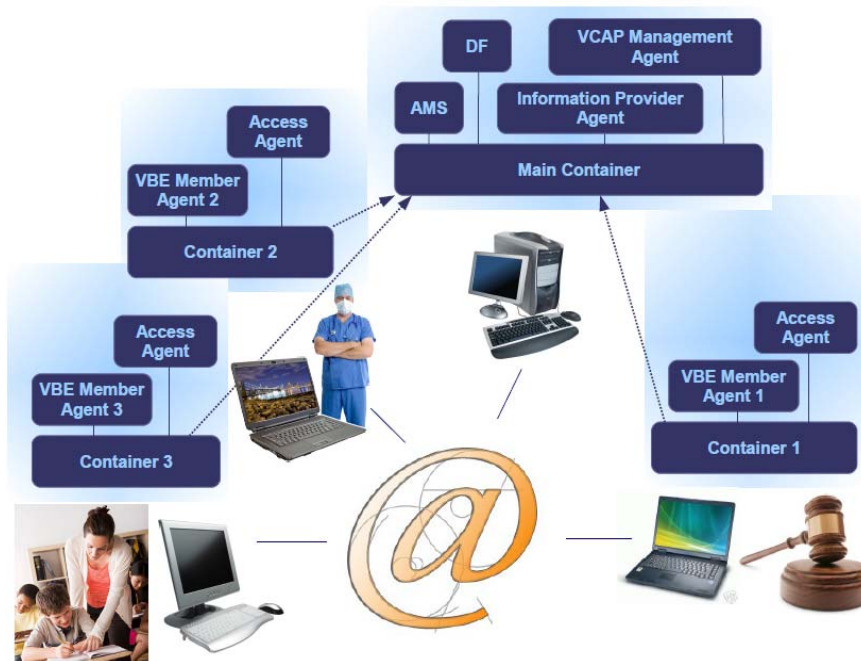 DF
VCAP Management
Agent
AMS
Information Provider
Agent
Main Container
Access
Agent
VBE Member
Agent 2
Container 2
Access
Agent
VBE Member
Agent 3
Container 3
Access
Agent
VBE Member
Agent 1
Container 1
@